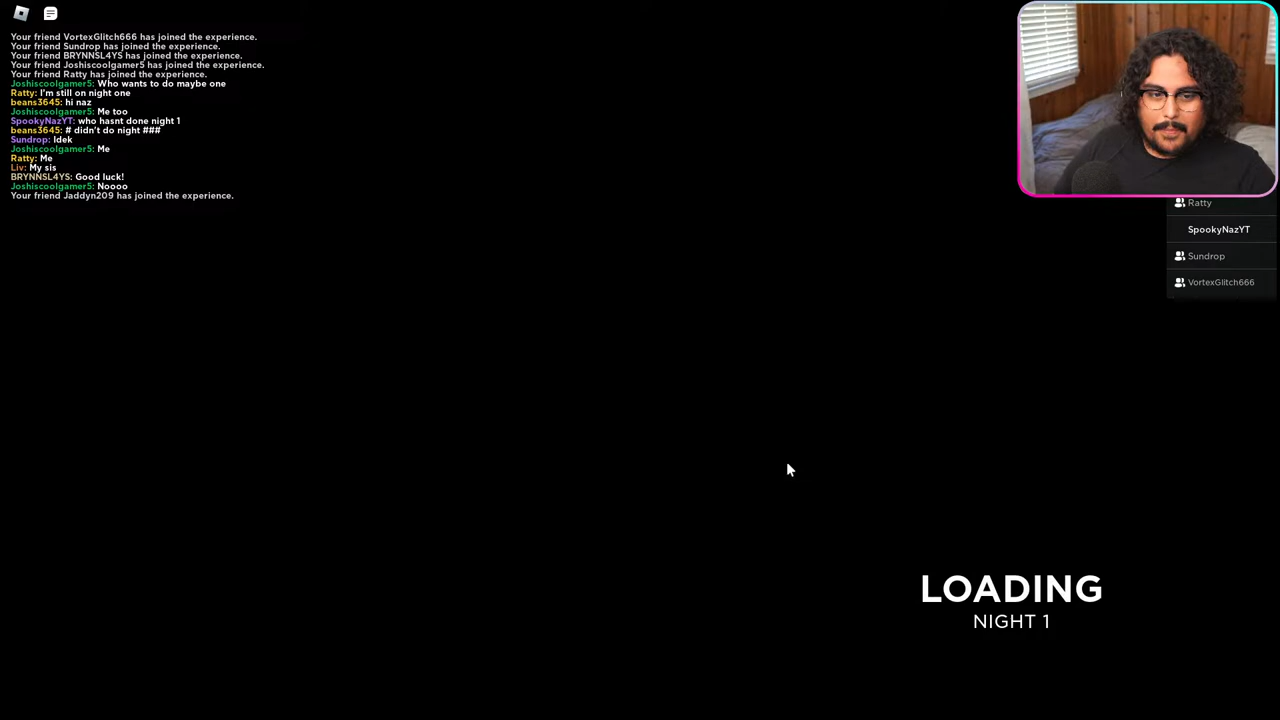 Your friend VortexGlitch666 has joined the experience.
Your friend Sundrop has joined the experience.
Your friend BRYNNSL4YS has joined the experience.
Your friend Joshiscoolgamer5 has joined the experience.
Your friend Ratty has joined the experience.
Joshiscoolgamer5: Who wants to do maybe one
Ratty: I'm still on night one
beans3645: hi naz
Joshiscoolgamer5: Me too
SpookyNazYT: who hasnt done night 1
beans3645: # didn't do night ###
Sundrop: Idek
Joshiscoolgamer5: Me
Ratty: Me
Liv: My sis
BRYNNSL4YS: Good luck!
Joshiscoolgamer5: Noooo
Your friend Jaddyn209 has joined the experience.
Ratty
SpookyNazYT
Sundrop
VortexGlitch666
LOADING
NIGHT 1